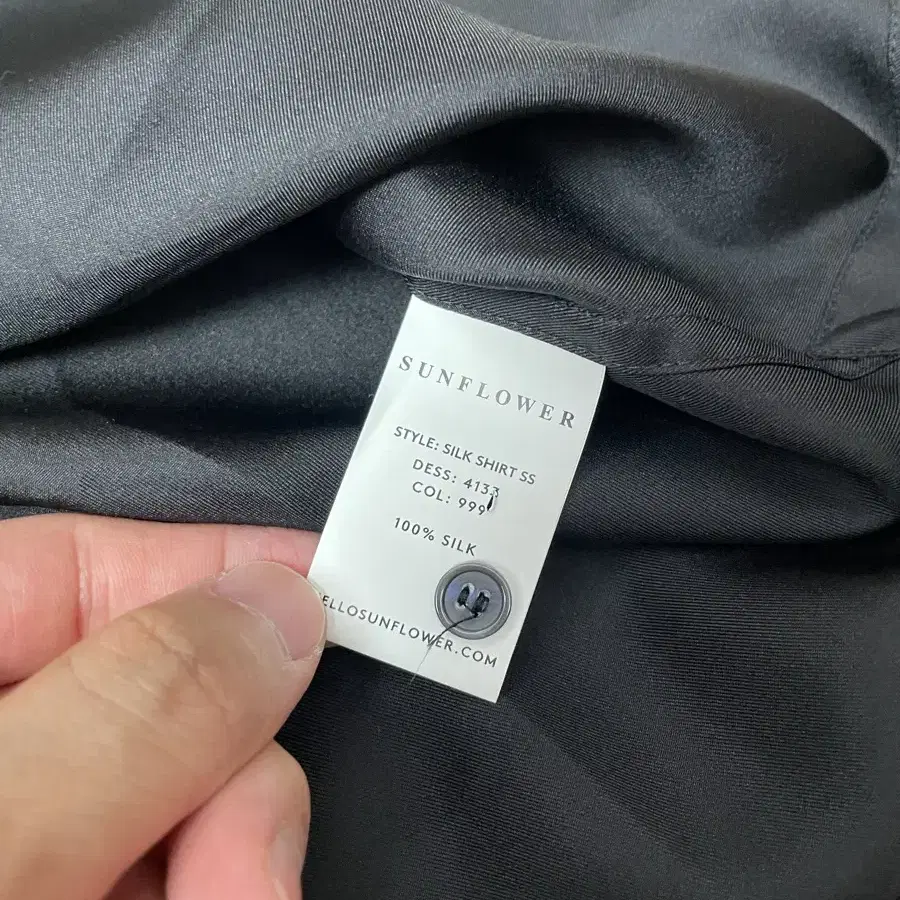 SUNFLOWER
STYLE: SILK SHIRT SS
DESS: 4133
COL: 999
100% SILK
ELLOSUNFLOWER.COM